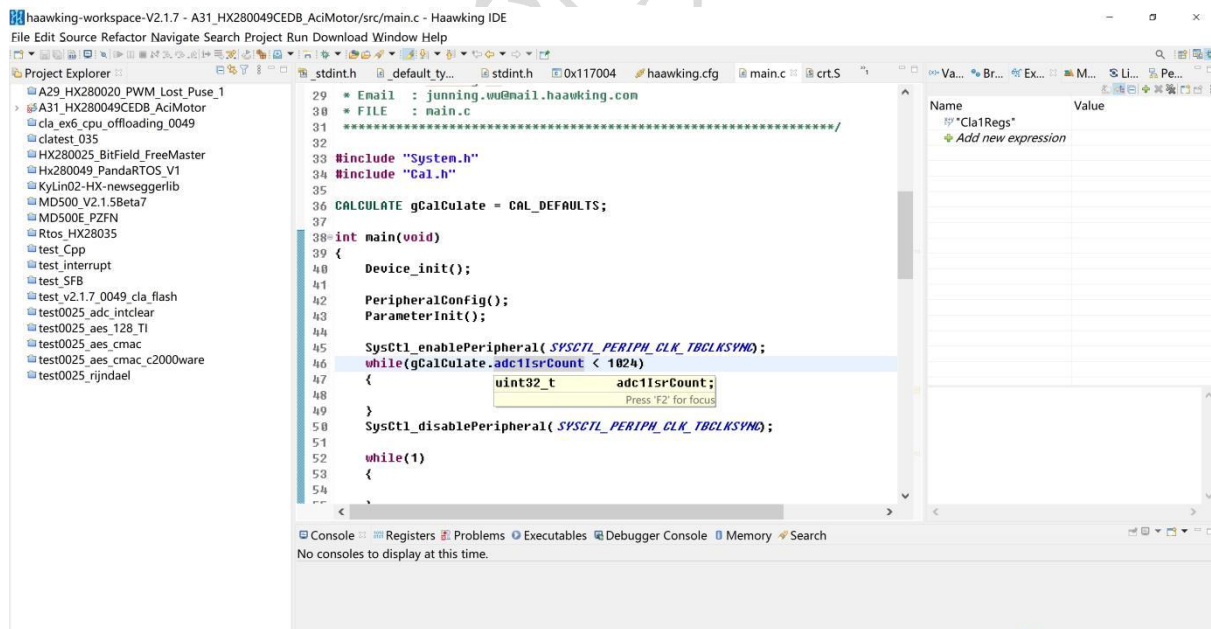 haawking-workspace-V2.1.7 - A31_HX280049CEDB_AciMotor/src/main.c - Haawking IDE
File Edit Source Refactor Navigate Search Project Run Download Window Help
Project Explorer
A29_HX280020_PWM_Lost_Puse_1
A31_HX280049CEDB_AciMotor
cla_ex6_cpu_offloading_0049
clatest_035
HX280025_BitField_FreeMaster
Hx280049_PandaRTOS_V1
KyLin02-HX-newseggerlib
MD500_V2.1.5Beta7
MD500E_PZFN
Rtos_HX28035
test_Cpp
test_interrupt
test_SFB
test_v2.1.7_0049_cla_flash
test0025_adc_intclear
test0025_aes_128_TI
test0025_aes_cmac
test0025_aes_cmac_c2000ware
test0025_rijndael
_stdint.h _default_ty... stdint.h 0x117004 haawking.cfg main.c crt.S "1
29 * Email : junning.wu@mail.haawking.com
30 * FILE : main.c
31 ******************************************************************/
32
33 #include "System.h"
34 #include "Cal.h"
35
36 CALCULATE gCalCulate = CAL_DEFAULTS;
37
38 int main(void)
39 {
40 Device_init();
41
42 PeripheralConfig();
43 ParameterInit();
44
45 SysCtl_enablePeripheral(SYSCTL_PERIPH_CLK_TBCLKSYNC);
46 while(gCalCulate.adc1IsrCount < 1024)
47 {
uint32_t adc1IsrCount;
48
Press 'F2' for focus
49 }
50 SysCtl_disablePeripheral(SYSCTL_PERIPH_CLK_TBCLKSYNC);
51
52 while(1)
53 {
54
Va... Br... Ex... M... Li... Pe...
Name Value
"Cla1Regs"
Add new expression
Console Registers Problems Executables Debugger Console Memory Search
No consoles to display at this time.